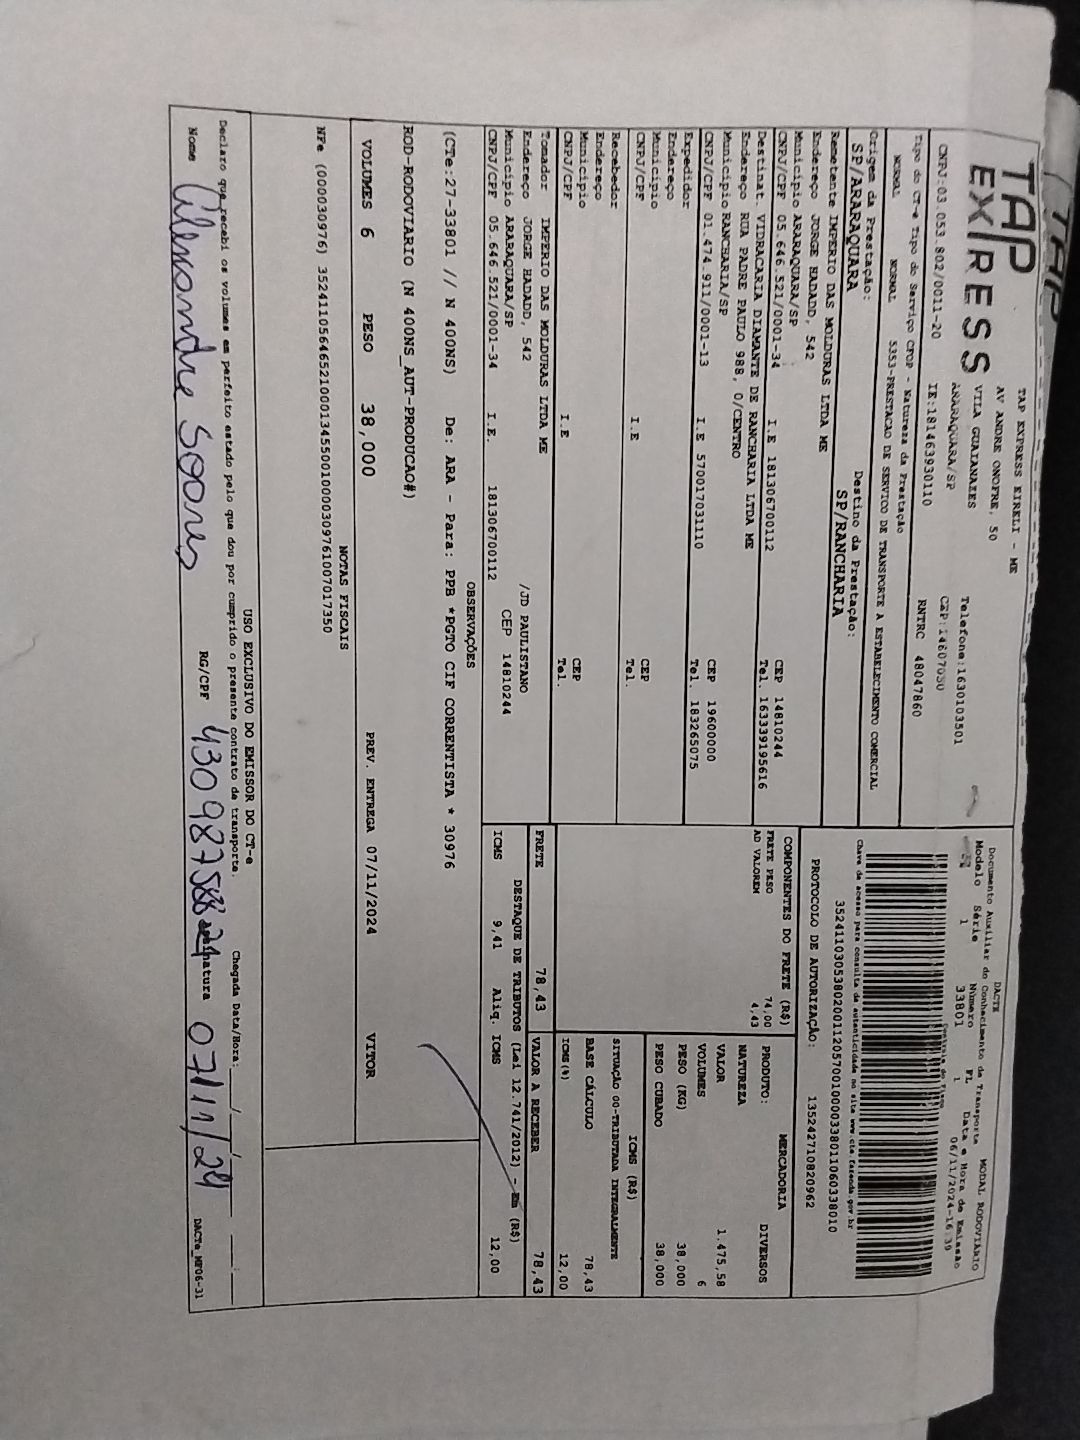 TAP EXPRESS
TAP EXPRESS EIRELI - ME
AV ANDRE ONOFRE, 50
VILA GUAIANAZES
ARARAQUARA/SP
Telefone:1630103501
CEP:14807050
CNPJ:03.053.802/0011-20 IE:181463930110 RNTRC 48047860
Tipo do CT-e Tipo do Serviço CFOP - Natureza da Prestação
NORMAL NORMAL 5353-PRESTACAO DE SERVICO DE TRANSPORTE A ESTABELECIMENTO COMERCIAL
Origem da Prestação: Destino da Prestação:
SP/ARARAQUARA SP/RANCHARIA
Remetente IMPERIO DAS MOLDURAS LTDA ME
Endereço JORGE HADADD, 542
Município ARARAQUARA/SP CEP 14810244
CNPJ/CPF 05.646.521/0001-34 I.E 181306700112 Tel. 163339195616
Destinat. VIDRACARIA DIAMANTE DE RANCHARIA LTDA ME
Endereço RUA PADRE PAULO 988, 0/CENTRO
Município RANCHARIA/SP CEP 19600000
CNPJ/CPF 01.474.911/0001-13 I.E 570017031110 Tel. 183265075
Expedidor
Endereço
Município CEP
CNPJ/CPF I.E Tel.
Recebedor
Endereço
Município CEP
CNPJ/CPF I.E Tel.
Tomador IMPERIO DAS MOLDURAS LTDA ME
Endereço JORGE HADADD, 542 /JD PAULISTANO
Município ARARAQUARA/SP CEP 14810244
CNPJ/CPF 05.646.521/0001-34 I.E. 181306700112
DACTE MODAL RODOVIÁRIO
Documento Auxiliar do Conhecimento de Transporte
Modelo Série Número FL Data e Hora de Emissão
1 33801 1 06/11/2024-16:39
Controle do Fisco
Chave de acesso para consulta de autenticidade no site www.cte.fazenda.gov.br
35241103053802001120570010000338011060338010
PROTOCOLO DE AUTORIZAÇÃO: 135242710820962
COMPONENTES DO FRETE (R$)
FRETE PESO 74,00
AD VALOREM 4,43
MERCADORIA
PRODUTO: DIVERSOS
NATUREZA
VALOR 1.475,58
VOLUMES 6
PESO (KG) 38,000
PESO CUBADO 38,000
ICMS (R$)
SITUAÇÃO 00-TRIBUTADA INTEGRALMENTE
BASE CÁLCULO 78,43
ICMS(%) 12,00
FRETE 78,43 VALOR A RECEBER 78,43
DESTAQUE DE TRIBUTOS (Lei 12.741/2012) - Em (R$)
ICMS 9,41 Aliq. ICMS 12,00
OBSERVAÇÕES
(CTe:27-33801 // N 400NS) De: ARA - Para: PPB *PGTO CIF CORRENTISTA * 30976
ROD-RODOVIARIO (N 400NS_AUT-PRODUCAO#)
VOLUMES 6 PESO 38,000 PREV. ENTREGA 07/11/2024 VITOR
NOTAS FISCAIS
NFe (000030976) 35241105646521000134550010000309761007017350
USO EXCLUSIVO DO EMISSOR DO CT-e
Declaro que recebi os volumes em perfeito estado pelo que dou por cumprido o presente contrato de transporte. Chegada Data/Hora: ___/___/___ ___:___
Nome Alexandre Soares RG/CPF 43098758824 Assinatura 07/11/24
DACTe_MF06-31